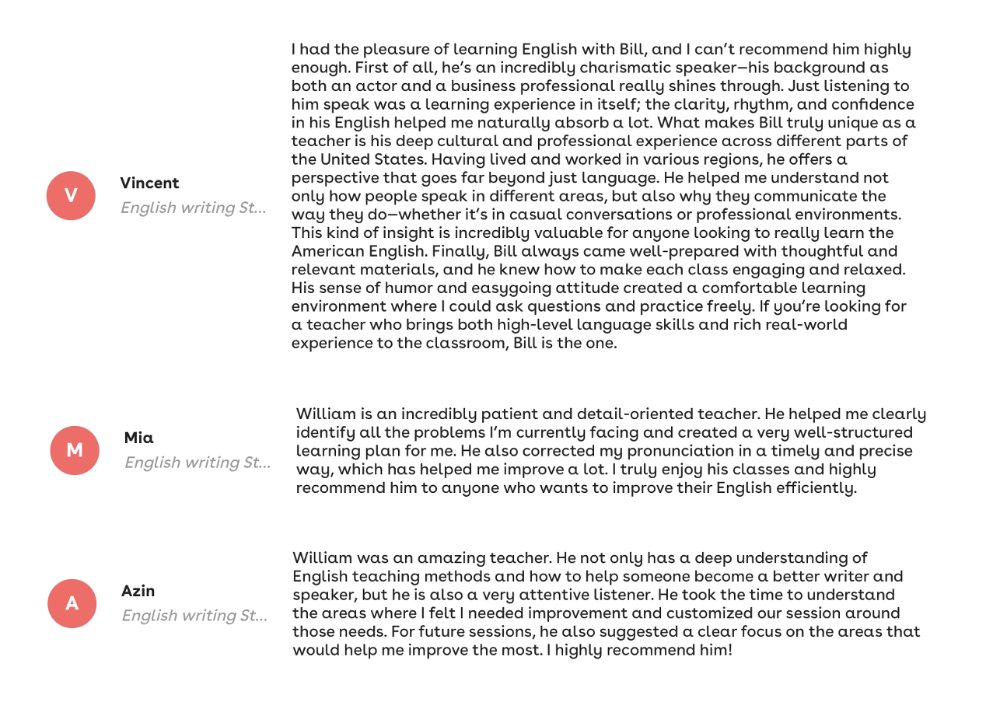 I had the pleasure of learning English with Bill, and I can't recommend him highly
enough. First of all, he's an incredibly charismatic speaker—his background as
both an actor and a business professional really shines through. Just listening to
him speak was a learning experience in itself; the clarity, rhythm, and confidence
in his English helped me naturally absorb a lot. What makes Bill truly unique as a
teacher is his deep cultural and professional experience across different parts of
the United States. Having lived and worked in various regions, he offers a
perspective that goes far beyond just language. He helped me understand not
only how people speak in different areas, but also why they communicate the
way they do—whether it's in casual conversations or professional environments.
This kind of insight is incredibly valuable for anyone looking to really learn the
American English. Finally, Bill always came well-prepared with thoughtful and
relevant materials, and he knew how to make each class engaging and relaxed.
His sense of humor and easygoing attitude created a comfortable learning
environment where I could ask questions and practice freely. If you're looking for
a teacher who brings both high-level language skills and rich real-world
experience to the classroom, Bill is the one.
V
Vincent
English writing St...
William is an incredibly patient and detail-oriented teacher. He helped me clearly
identify all the problems I'm currently facing and created a very well-structured
learning plan for me. He also corrected my pronunciation in a timely and precise
way, which has helped me improve a lot. I truly enjoy his classes and highly
recommend him to anyone who wants to improve their English efficiently.
M
Mia
English writing St...
William was an amazing teacher. He not only has a deep understanding of
English teaching methods and how to help someone become a better writer and
speaker, but he is also a very attentive listener. He took the time to understand
the areas where I felt I needed improvement and customized our session around
those needs. For future sessions, he also suggested a clear focus on the areas that
would help me improve the most. I highly recommend him!
A
Azin
English writing St...